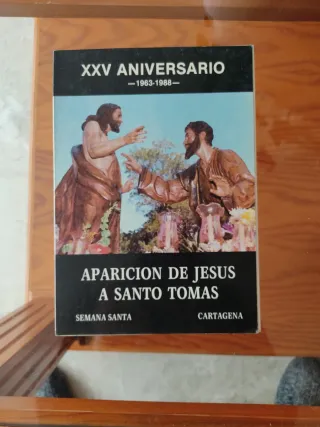 XXV ANIVERSARIO
—1963-1988—
APARICION DE JESUS
A SANTO TOMAS
SEMANA SANTA CARTAGENA